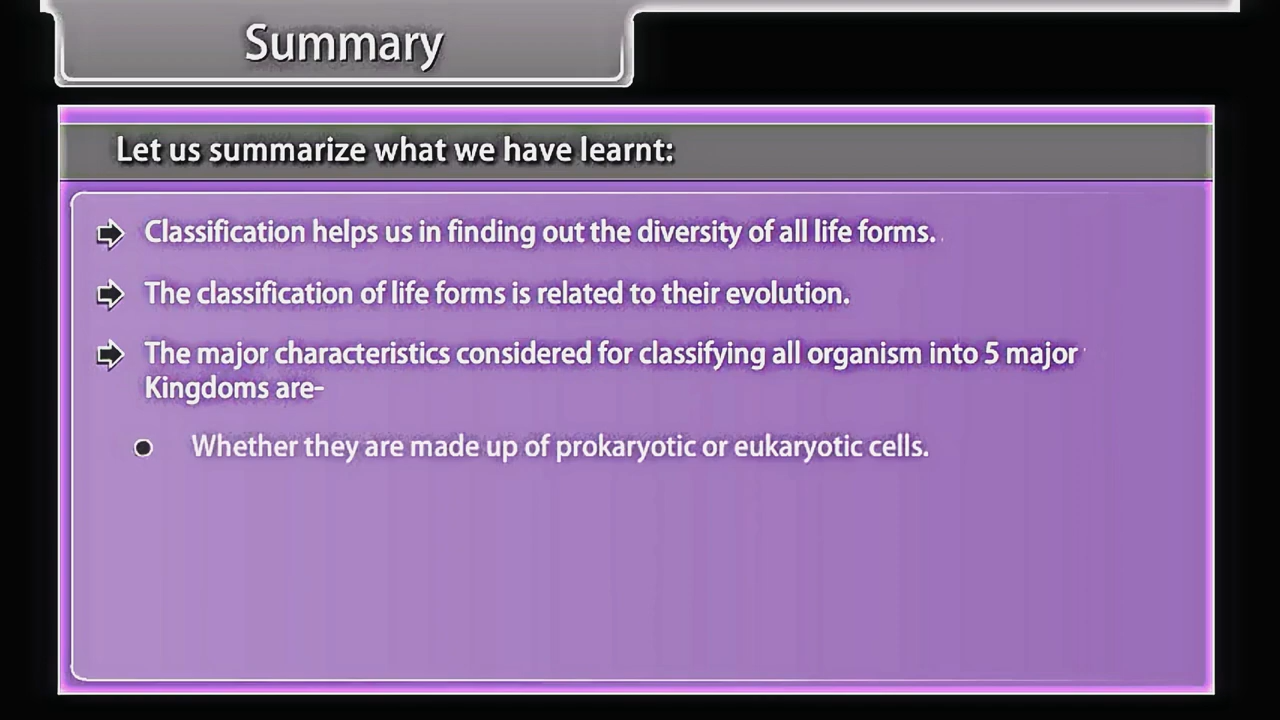 Summary
Let us summarize what we have learnt:
Classification helps us in finding out the diversity of all life forms.
The classification of life forms is related to their evolution.
The major characteristics considered for classifying all organism into 5 major
Kingdoms are-
Whether they are made up of prokaryotic or eukaryotic cells.